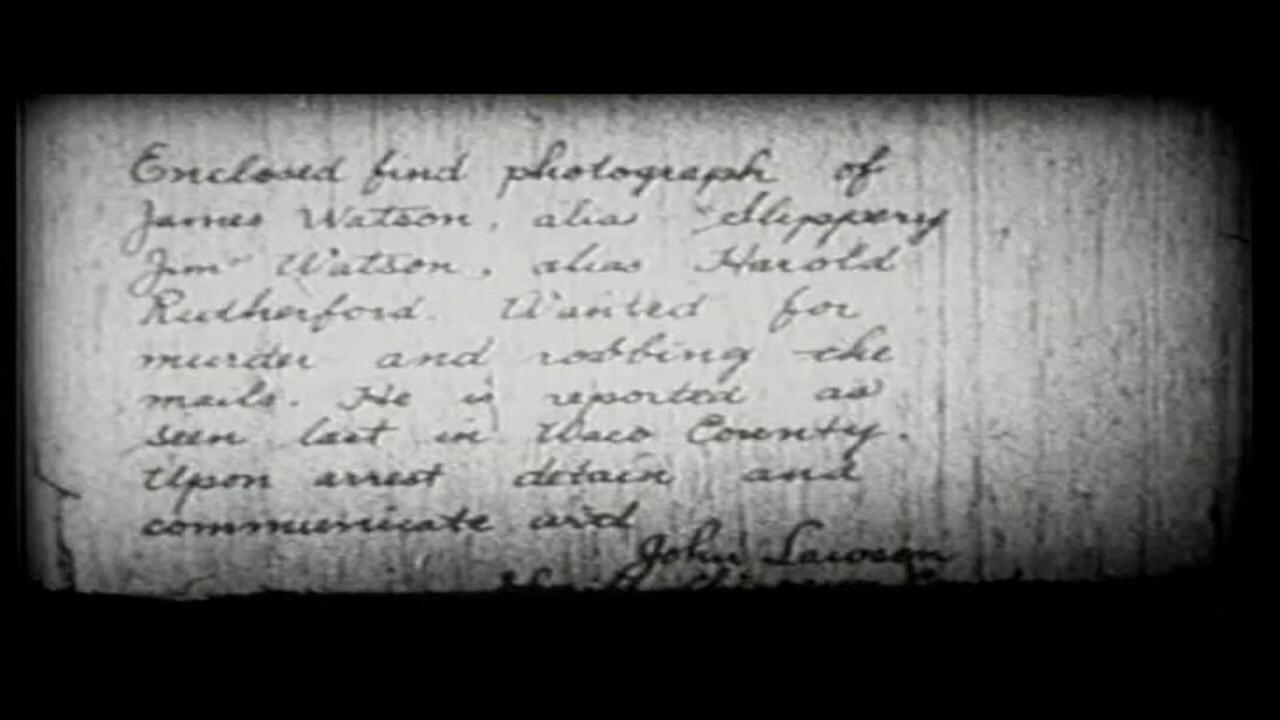 Enclosed find photograph of
James Watson, alias "Slippery
Jim" Watson, alias Harold
Rutherford. Wanted for
murder and robbing the
mails. He is reported as
seen last in Waco County.
Upon arrest detain and
communicate with
John Lawson